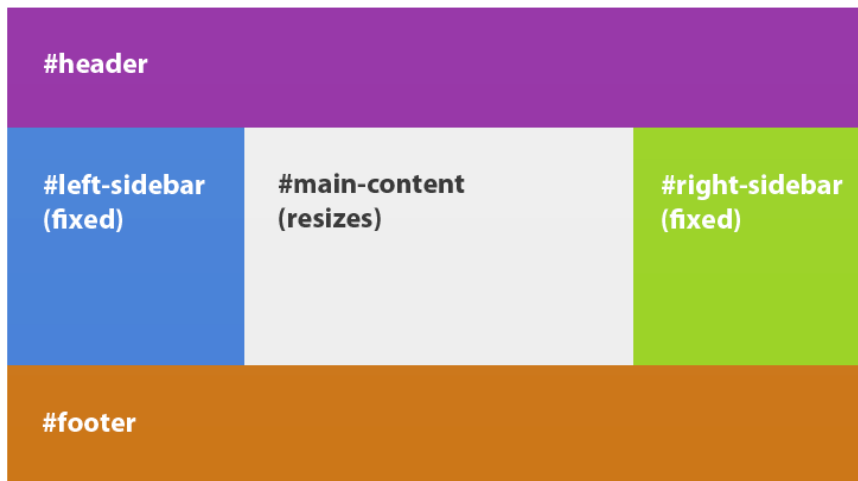 #header
#left-sidebar
(fixed)
#main-content
(resizes)
#right-sidebar
(fixed)
#footer